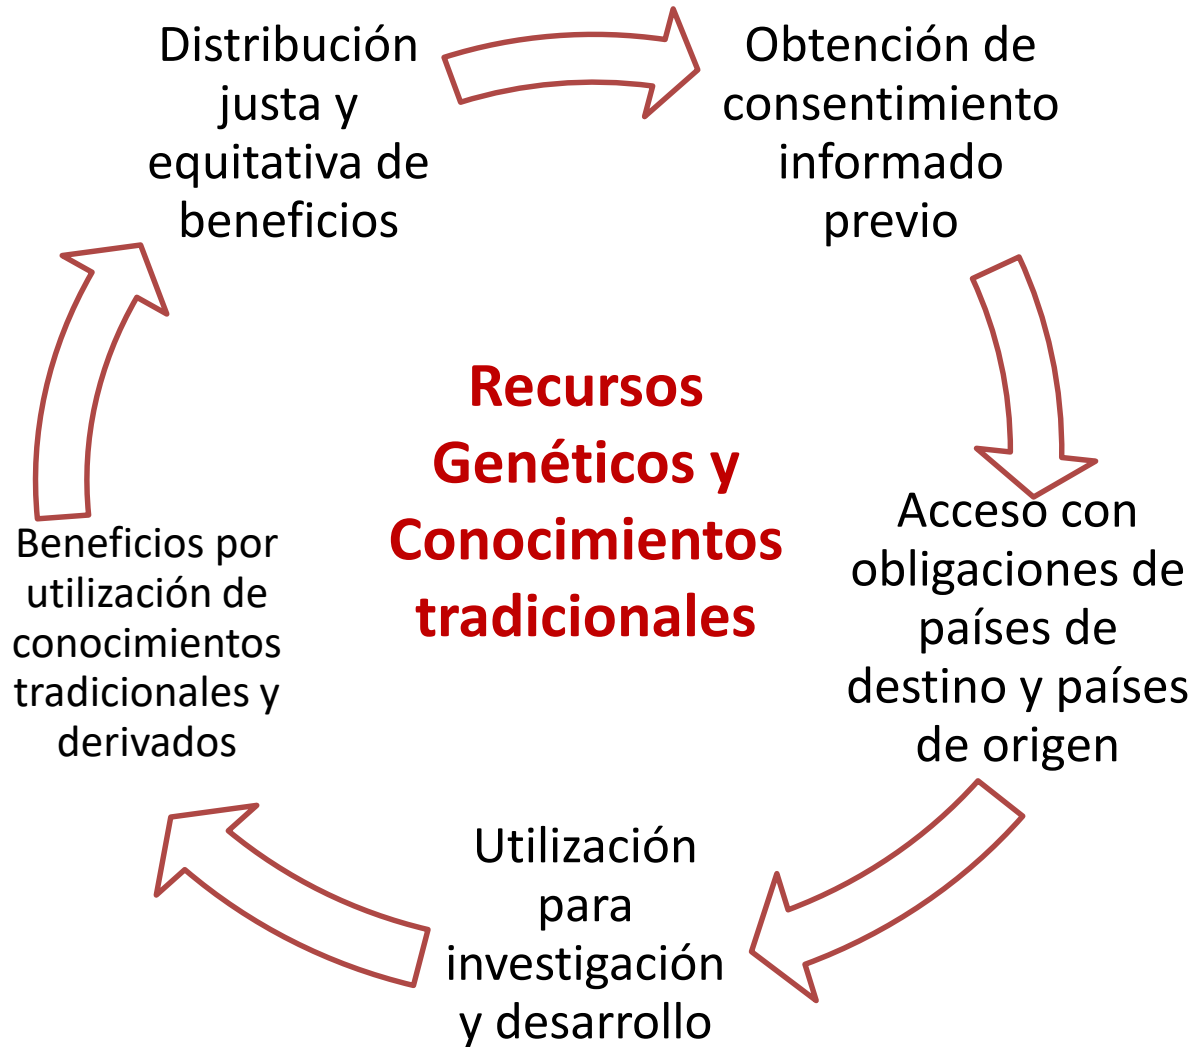 Distribución
justa y
equitativa de
beneficios
Obtención de
consentimiento
informado
previo
Recursos
Genéticos y
Conocimientos
tradicionales
Acceso con
obligaciones de
países de
destino y países
de origen
Utilización
para
investigación
y desarrollo
Beneficios por
utilización de
conocimientos
tradicionales y
derivados